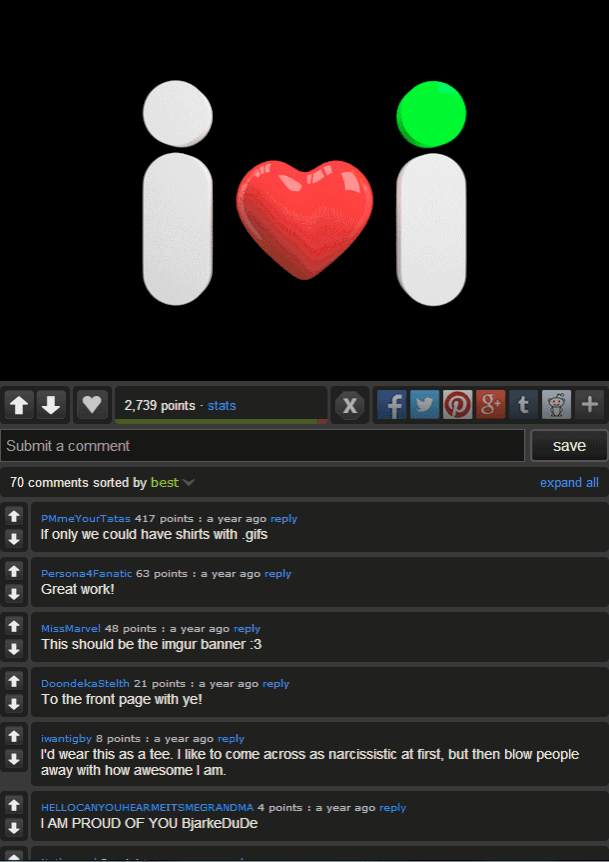 i i
2,739 points · stats
X
f g+ t +
Submit a comment
save
70 comments sorted by best
expand all
PMmeYourTatas 417 points : a year ago reply
If only we could have shirts with .gifs
Persona4Fanatic 63 points : a year ago reply
Great work!
MissMarvel 48 points : a year ago reply
This should be the imgur banner :3
DoondekaStelth 21 points : a year ago reply
To the front page with ye!
iwantigby 8 points : a year ago reply
I'd wear this as a tee. I like to come across as narcissistic at first, but then blow people
away with how awesome I am.
HELLOCANYOUHEARMEITSMEGRANDMA 4 points : a year ago reply
I AM PROUD OF YOU BjarkeDuDe